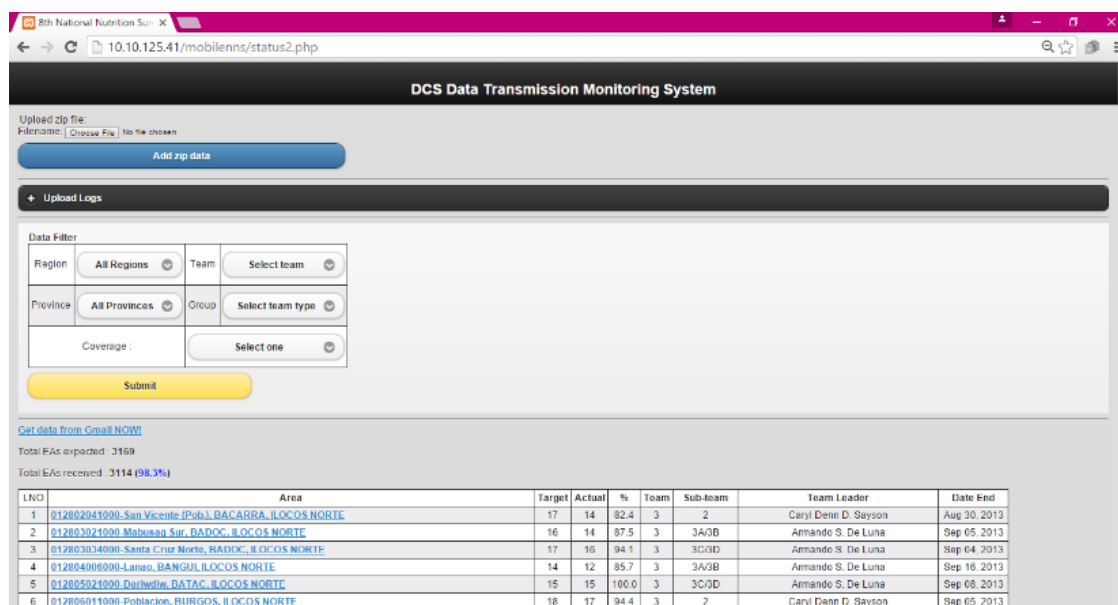 8th National Nutrition Sur
10.10.125.41/mobilenns/status2.php
DCS Data Transmission Monitoring System
Upload zip file:
Filename: Choose File No file chosen
Add zip data
Upload Logs
Data Filter
Region All Regions Team Select team
Province All Provinces Group Select team type
Coverage : Select one
Submit
Get data from Gmail NOW!
Total EAs expected : 3169
Total EAs received : 3114 (98.3%)
LNO Area Target Actual % Team Sub-team Team Leader Date End
1 012802041000-San Vicente (Pob.), BACARRA, ILOCOS NORTE 17 14 82.4 3 2 Caryl Denn D. Sayson Aug 30, 2013
2 012803021000-Mabusag Sur, BADOC, ILOCOS NORTE 16 14 87.5 3 3A/3B Armando S. De Luna Sep 05, 2013
3 012803034000-Santa Cruz Norte, BADOC, ILOCOS NORTE 17 16 94.1 3 3C/3D Armando S. De Luna Sep 04, 2013
4 012804006000-Lanao, BANGUI, ILOCOS NORTE 14 12 85.7 3 3A/3B Armando S. De Luna Sep 16, 2013
5 012805021000-Dariwdiw, BATAC, ILOCOS NORTE 15 15 100.0 3 3C/3D Armando S. De Luna Sep 08, 2013
6 012806011000-Poblacion, BURGOS, ILOCOS NORTE 18 17 94.4 3 2 Caryl Denn D. Sayson Sep 05, 2013